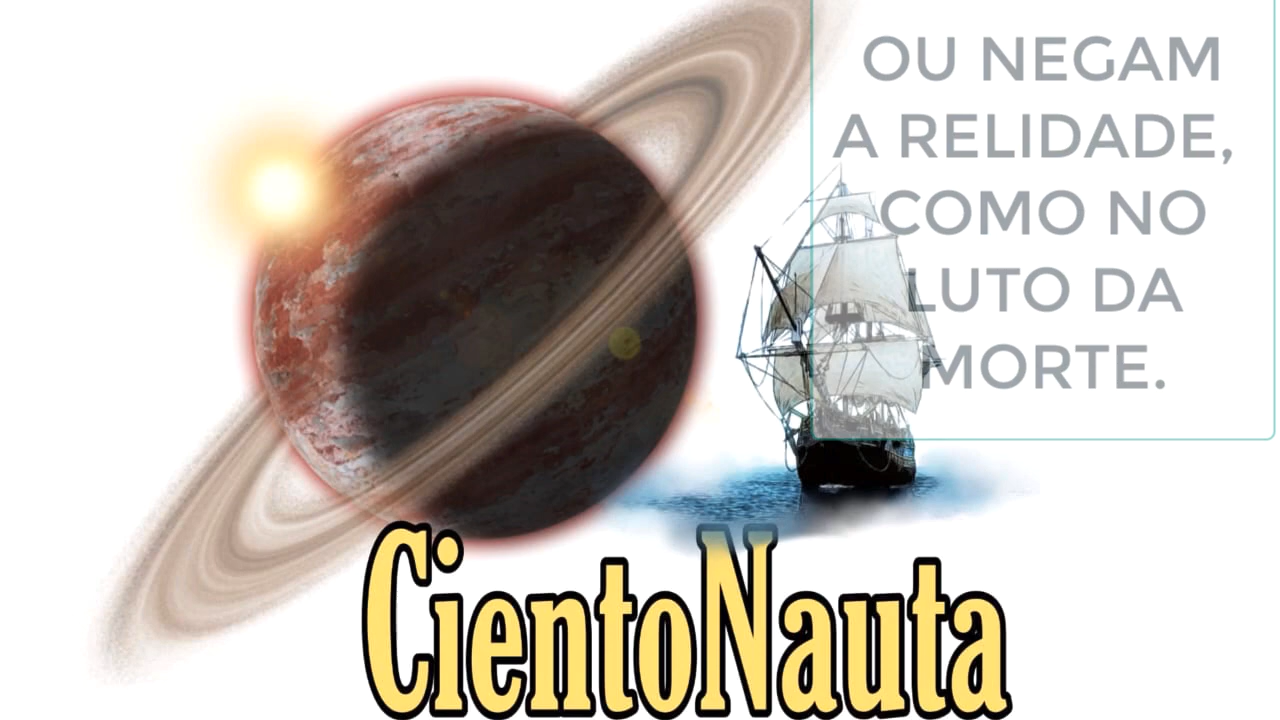 OU NEGAM
A RELIDADE,
COMO NO
LUTO DA
MORTE.
CientoNauta